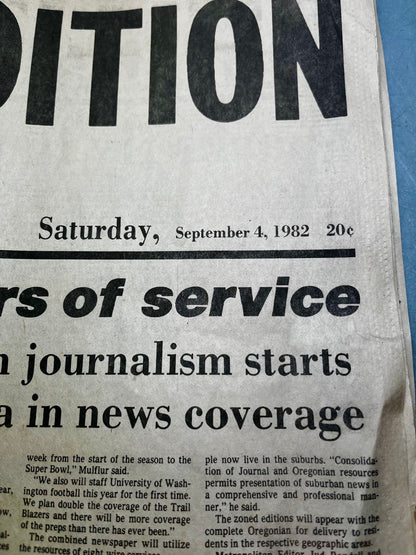 DITION
Saturday, September 4, 1982 20¢
rs of service
n journalism starts
a in news coverage
week from the start of the season to the
Super Bowl," Mulflur said.
"We also will staff University of Wash-
ington football this year for the first time.
We plan double the coverage of the Trail
Blazers and there will be more coverage
of the preps than there has ever been."
The combined newspaper will utilize
the resources of eight wire services
ear,
ow,
al-
ple now live in the suburbs. "Consolida-
tion of Journal and Oregonian resources
permits presentation of suburban news in
a comprehensive and professional man-
ner," he said.
The zoned editions will appear with the
complete Oregonian for delivery to resi-
dents in the respective geographic areas.
Metropolitan Editor